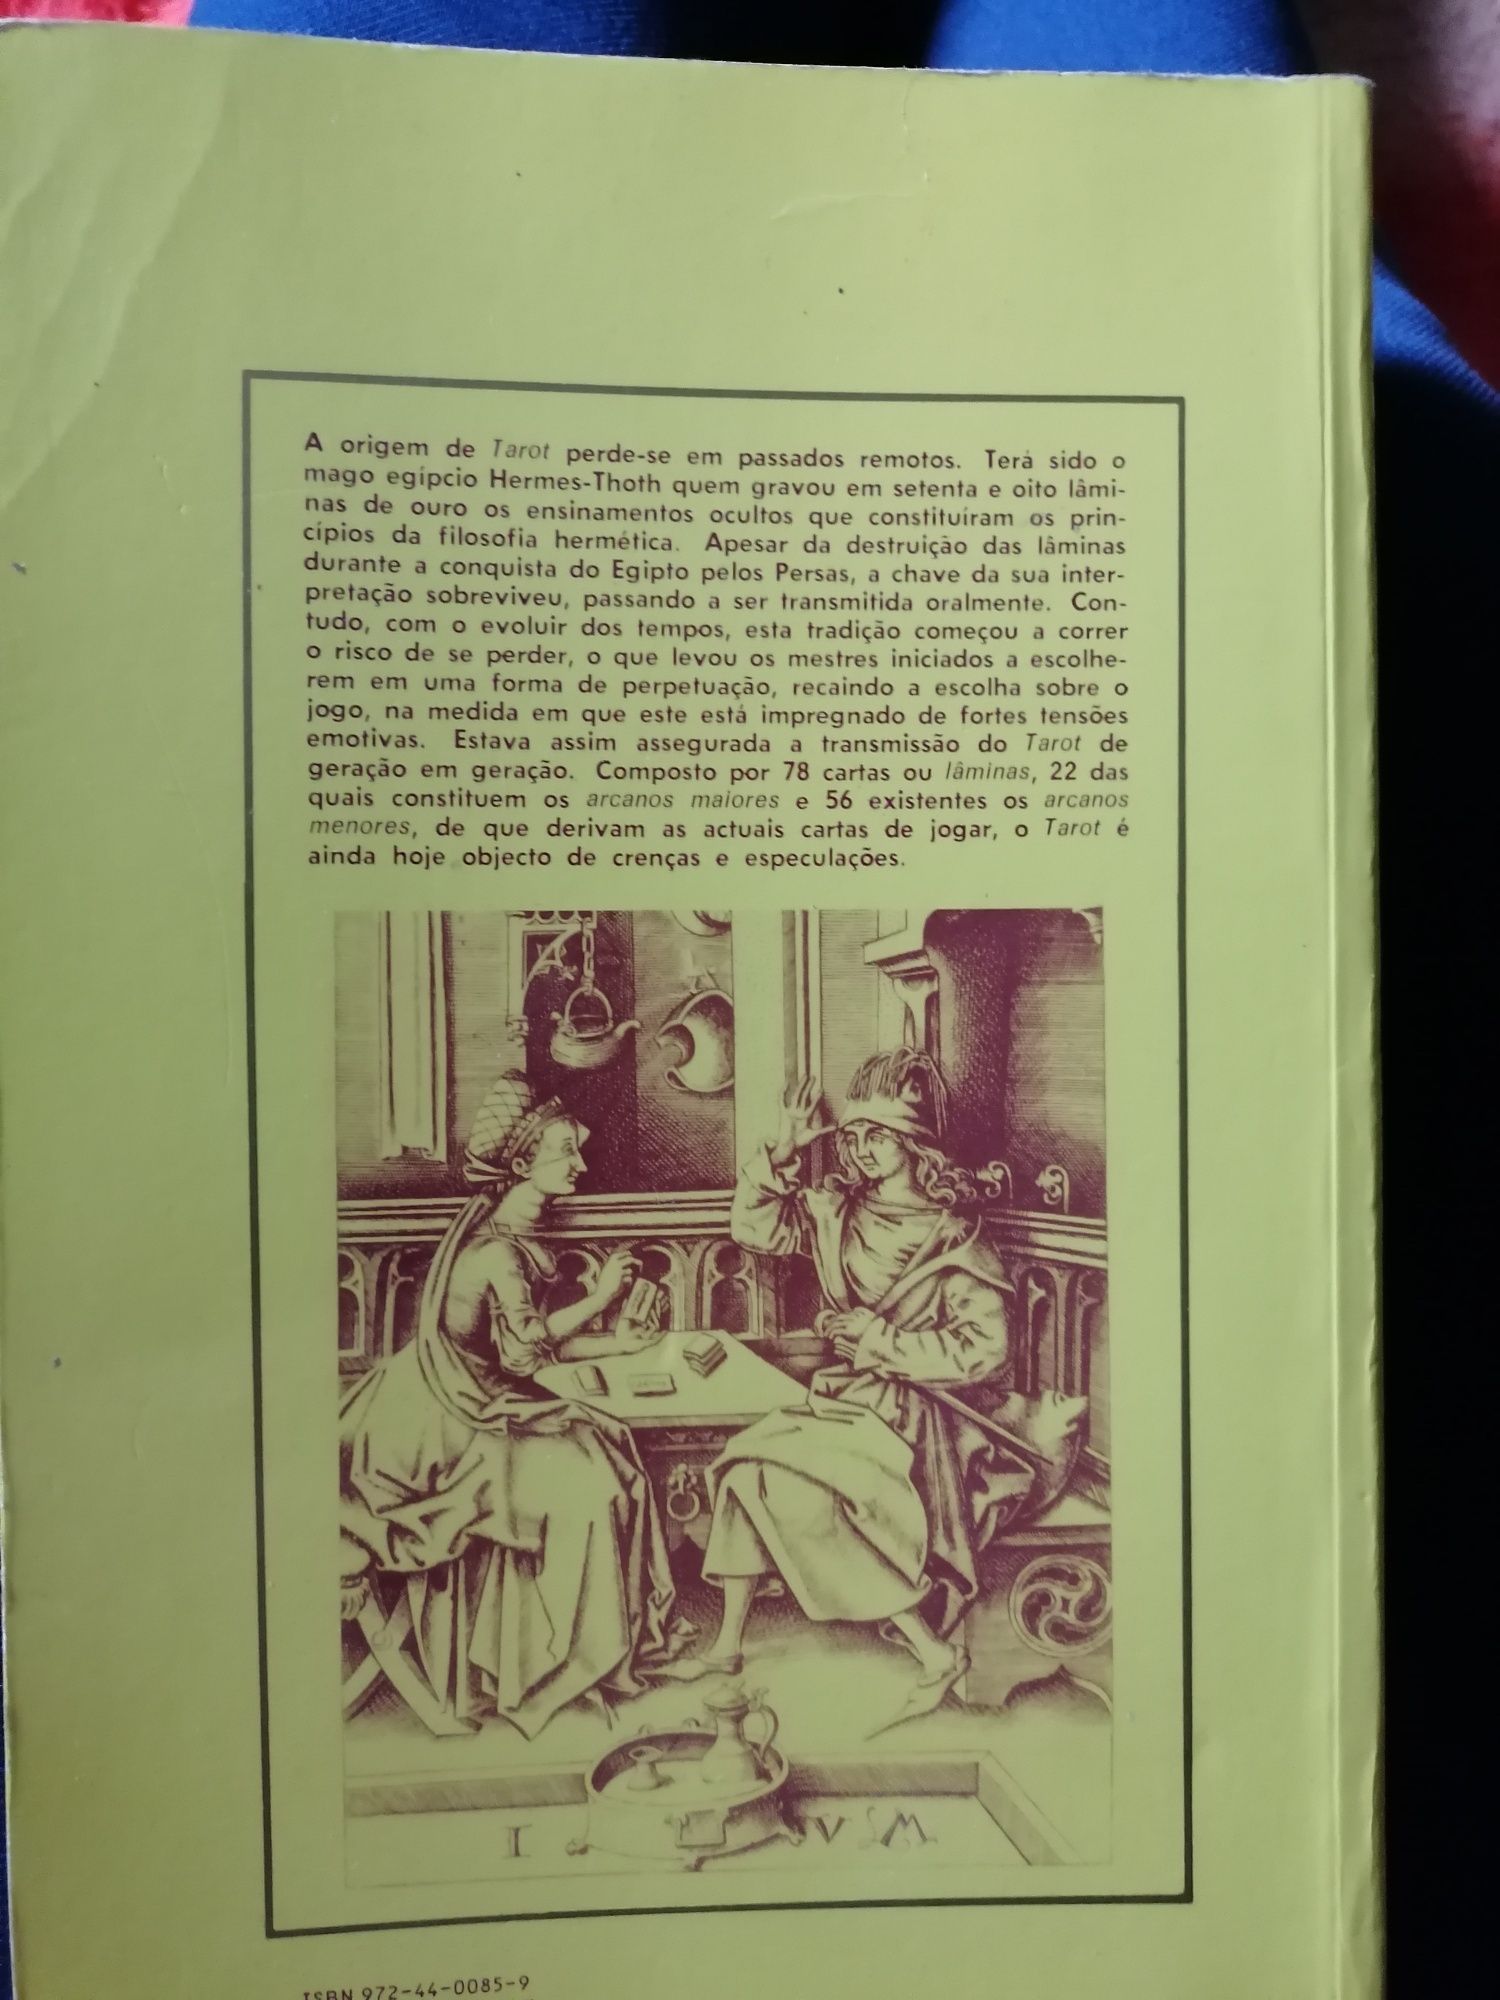 A origem de Tarot perde-se em passados remotos. Terá sido o
mago egípcio Hermes-Thoth quem gravou em setenta e oito lâmi-
nas de ouro os ensinamentos ocultos que constituíram os prin-
cípios da filosofia hermética. Apesar da destruição das lâminas
durante a conquista do Egipto pelos Persas, a chave da sua inter-
pretação sobreviveu, passando a ser transmitida oralmente. Con-
tudo, com o evoluir dos tempos, esta tradição começou a correr
o risco de se perder, o que levou os mestres iniciados a escolhe-
rem em uma forma de perpetuação, recaindo a escolha sobre o
jogo, na medida em que este está impregnado de fortes tensões
emotivas. Estava assim assegurada a transmissão do Tarot de
geração em geração. Composto por 78 cartas ou lâminas, 22 das
quais constituem os arcanos maiores e 56 existentes os arcanos
menores, de que derivam as actuais cartas de jogar, o Tarot é
ainda hoje objecto de crenças e especulações.
I V M
ISBN 972-44-0085-9